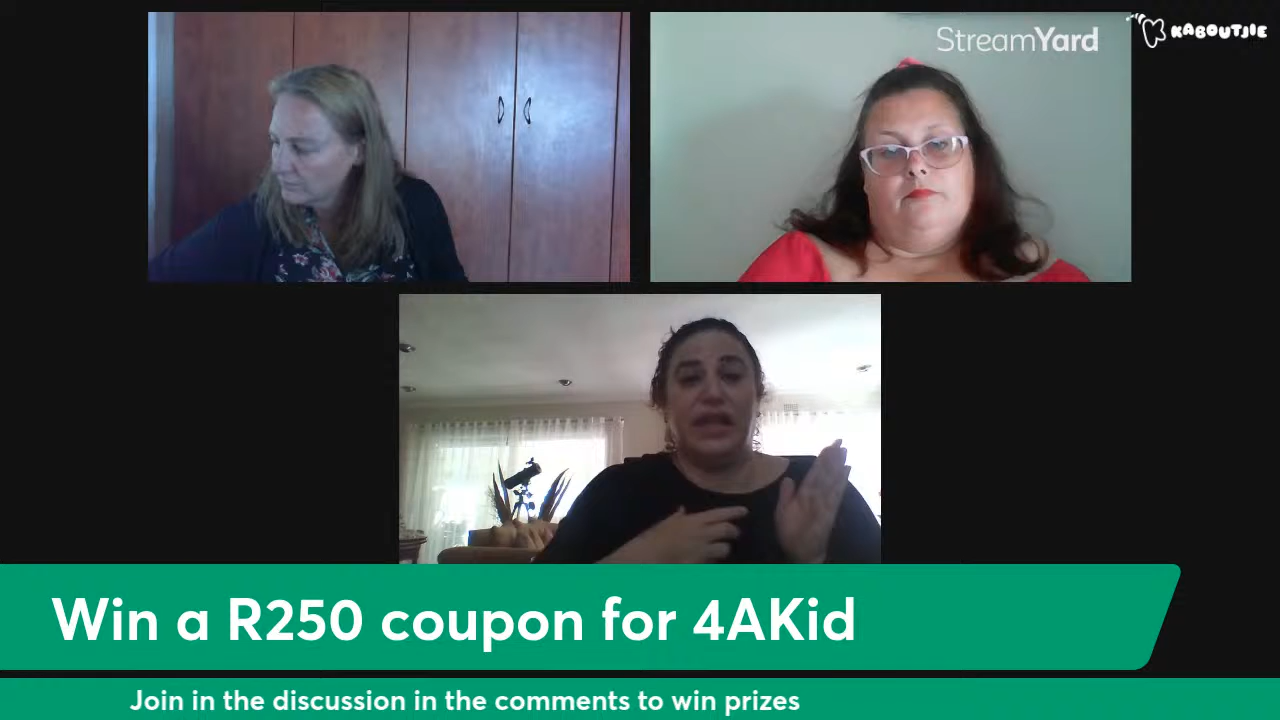 StreamYard
KABOUTJIE
Win a R250 coupon for 4AKid
Join in the discussion in the comments to win prizes